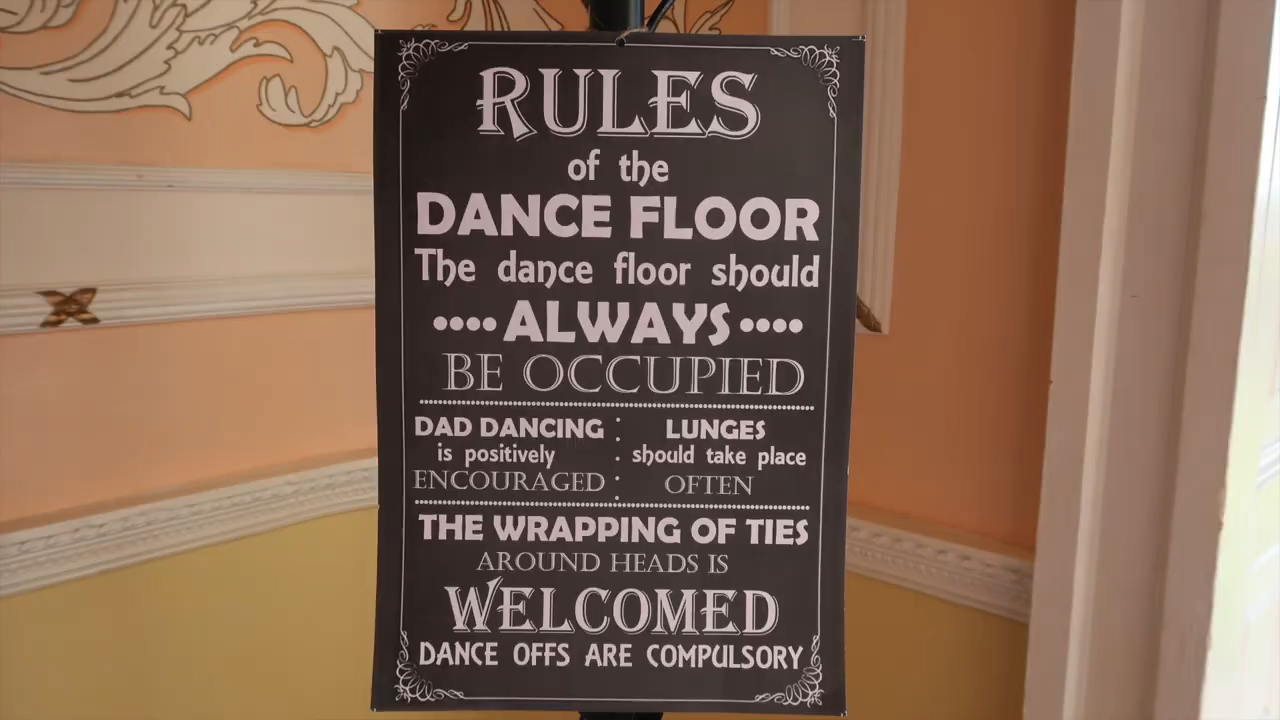 RULES
of the
DANCE FLOOR
The dance floor should
ALWAYS
BE OCCUPIED
DAD DANCING
is positively
ENCOURAGED
LUNGES
should take place
OFTEN
THE WRAPPING OF TIES
AROUND HEADS IS
WELCOMED
DANCE OFFS ARE COMPULSORY